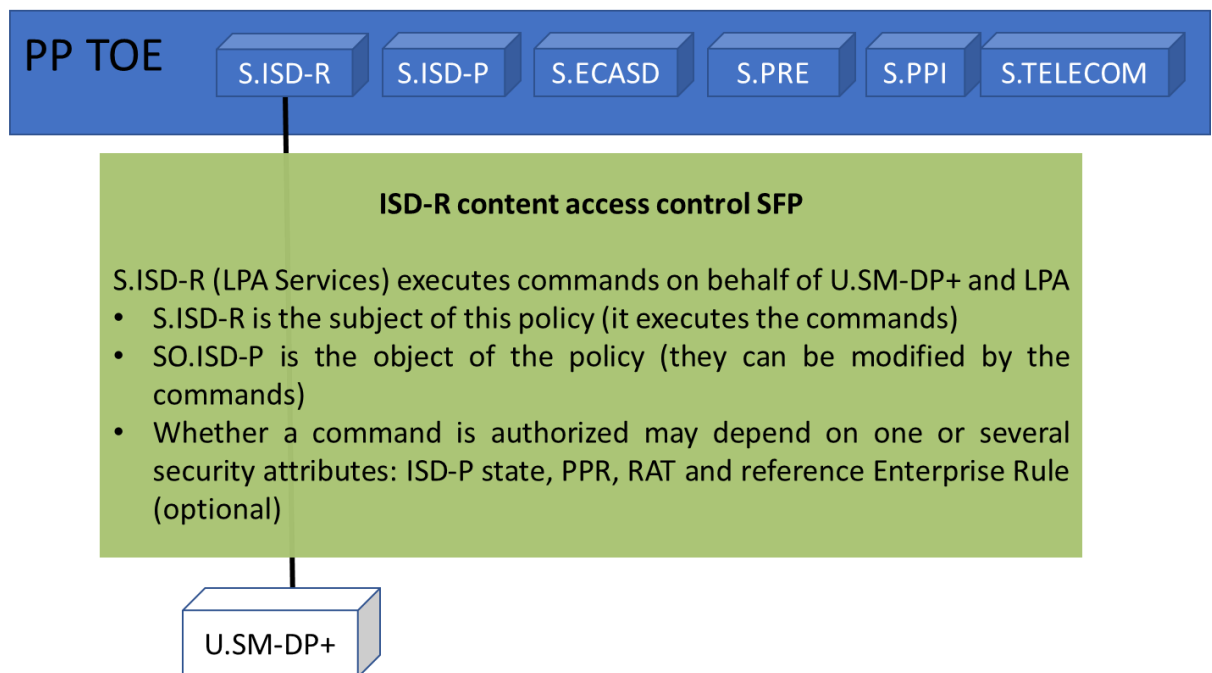 PP TOE
S.ISD-R
S.ISD-P
S.ECASD
S.PRE
S.PPI
S.TELECOM
ISD-R content access control SFP
S.ISD-R (LPA Services) executes commands on behalf of U.SM-DP+ and LPA
• S.ISD-R is the subject of this policy (it executes the commands)
• SO.ISD-P is the object of the policy (they can be modified by the
commands)
• Whether a command is authorized may depend on one or several
security attributes: ISD-P state, PPR, RAT and reference Enterprise Rule
(optional)
U.SM-DP+